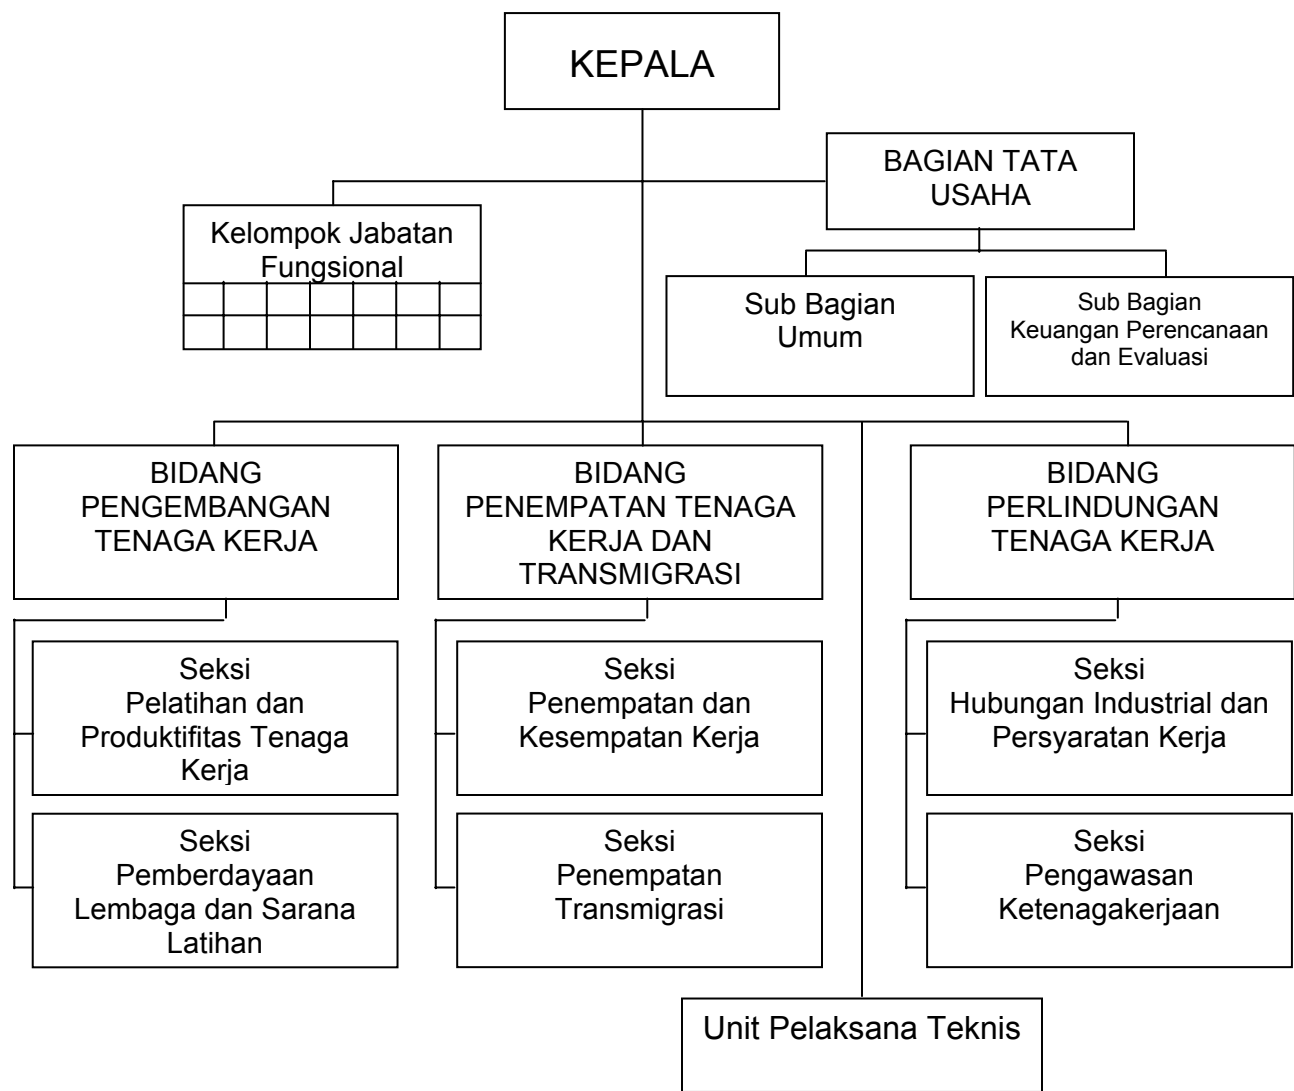 KEPALA
BAGIAN TATA
USAHA
Kelompok Jabatan
Fungsional
Sub Bagian
Umum
Sub Bagian
Keuangan Perencanaan
dan Evaluasi
BIDANG
PENGEMBANGAN
TENAGA KERJA
BIDANG
PENEMPATAN TENAGA
KERJA DAN
TRANSMIGRASI
BIDANG
PERLINDUNGAN
TENAGA KERJA
Seksi
Pelatihan dan
Produktifitas Tenaga
Kerja
Seksi
Penempatan dan
Kesempatan Kerja
Seksi
Hubungan Industrial dan
Persyaratan Kerja
Seksi
Pemberdayaan
Lembaga dan Sarana
Latihan
Seksi
Penempatan
Transmigrasi
Seksi
Pengawasan
Ketenagakerjaan
Unit Pelaksana Teknis